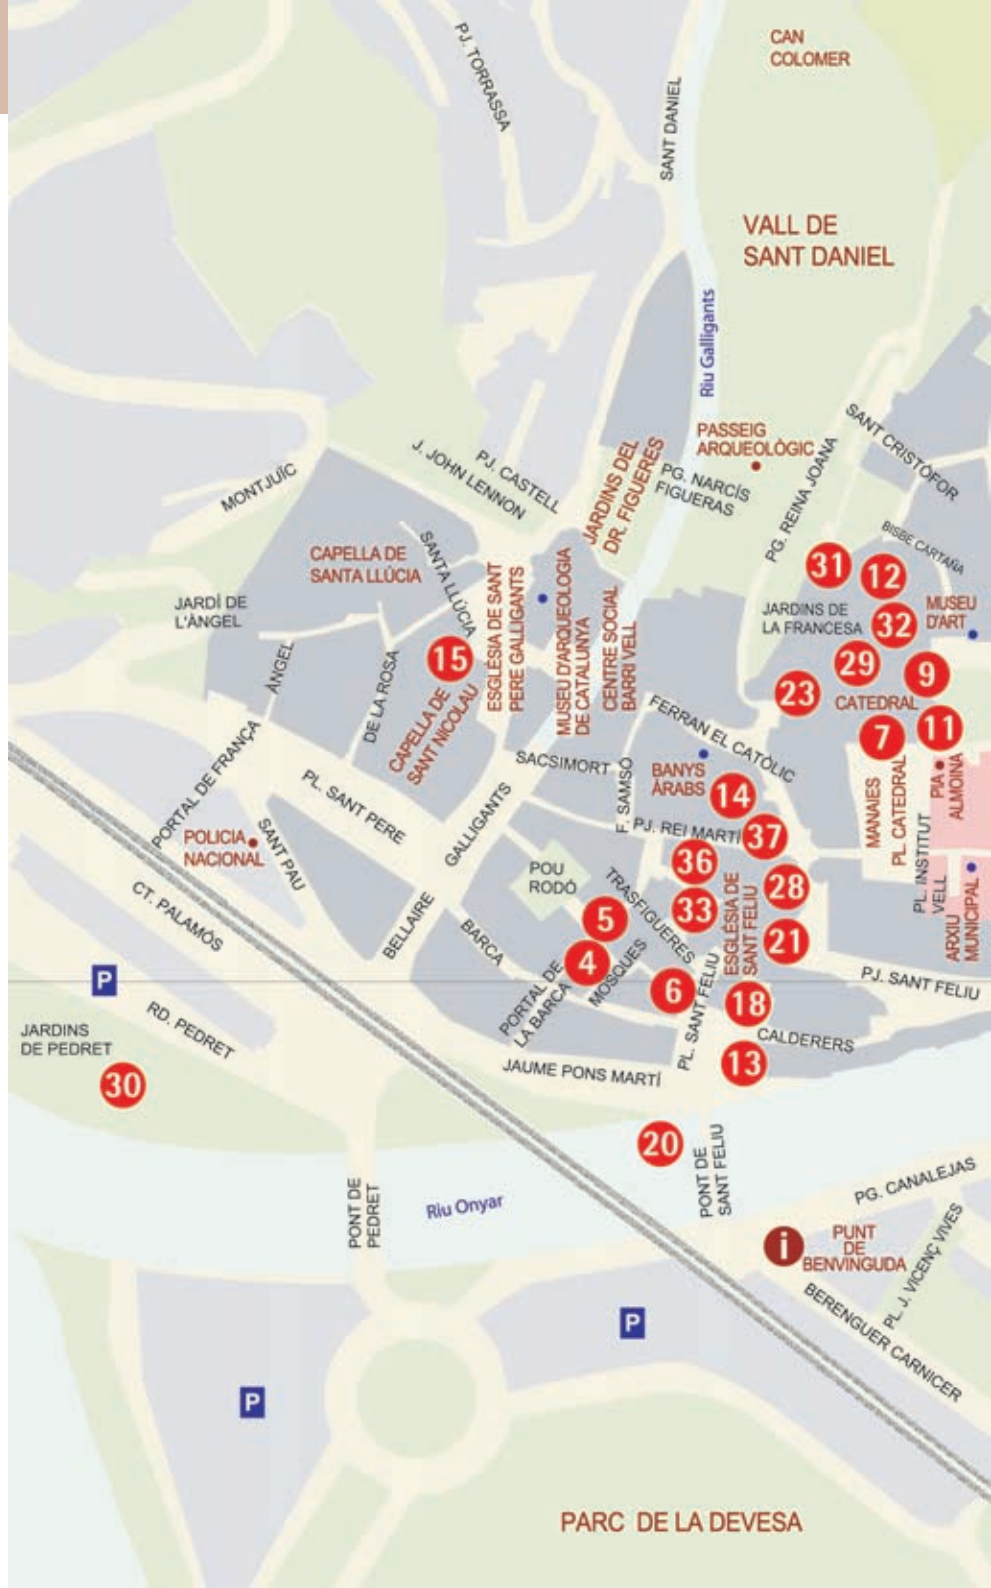 CAN
COLOMER
PJ. TORRASSA
SANT DANIEL
VALL DE
SANT DANIEL
Riu Galligants
PASSEIG
ARQUEOLÒGIC
SANT CRISTÒFOR
PG. REINA JOANA
JARDINS DEL
DR. FIGUERES
PG. NARCÍS
FIGUERAS
PJ. CASTELL
J. JOHN LENNON
MONTJUÏC
BISBE CARTAÑA
CAPELLA DE
SANTA LLÚCIA
SANTA LLÚCIA
31
12
JARDÍ DE
L'ÀNGEL
ESGLÈSIA DE SANT
PERE GALLIGANTS
MUSEU D'ARQUEOLOGIA
DE CATALUNYA
CENTRE SOCIAL
BARRI VELL
JARDINS DE
LA FRANCESA
32
MUSEU
D'ART
15
29
9
ÀNGEL
DE LA ROSA
CAPELLA DE
SANT NICOLAU
23
CATEDRAL
7
11
FERRAN EL CATÒLIC
SACSIMORT
F. SAMSÓ
BANYS
ÀRABS
14
MANAIES
PL. CATEDRAL
PIA
ALMOINA
PORTAL DE FRANÇA
PL. SANT PERE
GALLIGANTS
PJ. REI MARTÍ
37
POLICIA
NACIONAL
SANT PAU
36
POU
RODÓ
TRASFIGUERES
28
PL. INSTITUT
VELL
ARXIU
MUNICIPAL
CT. PALAMÓS
BELLAIRE
BARCA
5
33
ESGLÈSIA DE
SANT FELIU
21
4
MOSQUES
PORTAL DE
LA BARCA
6
PL. SANT FELIU
18
PJ. SANT FELIU
P
RD. PEDRET
JARDINS
DE PEDRET
30
CALDERERS
13
JAUME PONS MARTÍ
20
PONT DE
SANT FELIU
PONT DE
PEDRET
Riu Onyar
PG. CANALEJAS
i
PUNT
DE
BENVINGUDA
PL. J. VICENÇ VIVES
BERENGUER CARNICER
P
P
PARC DE LA DEVESA